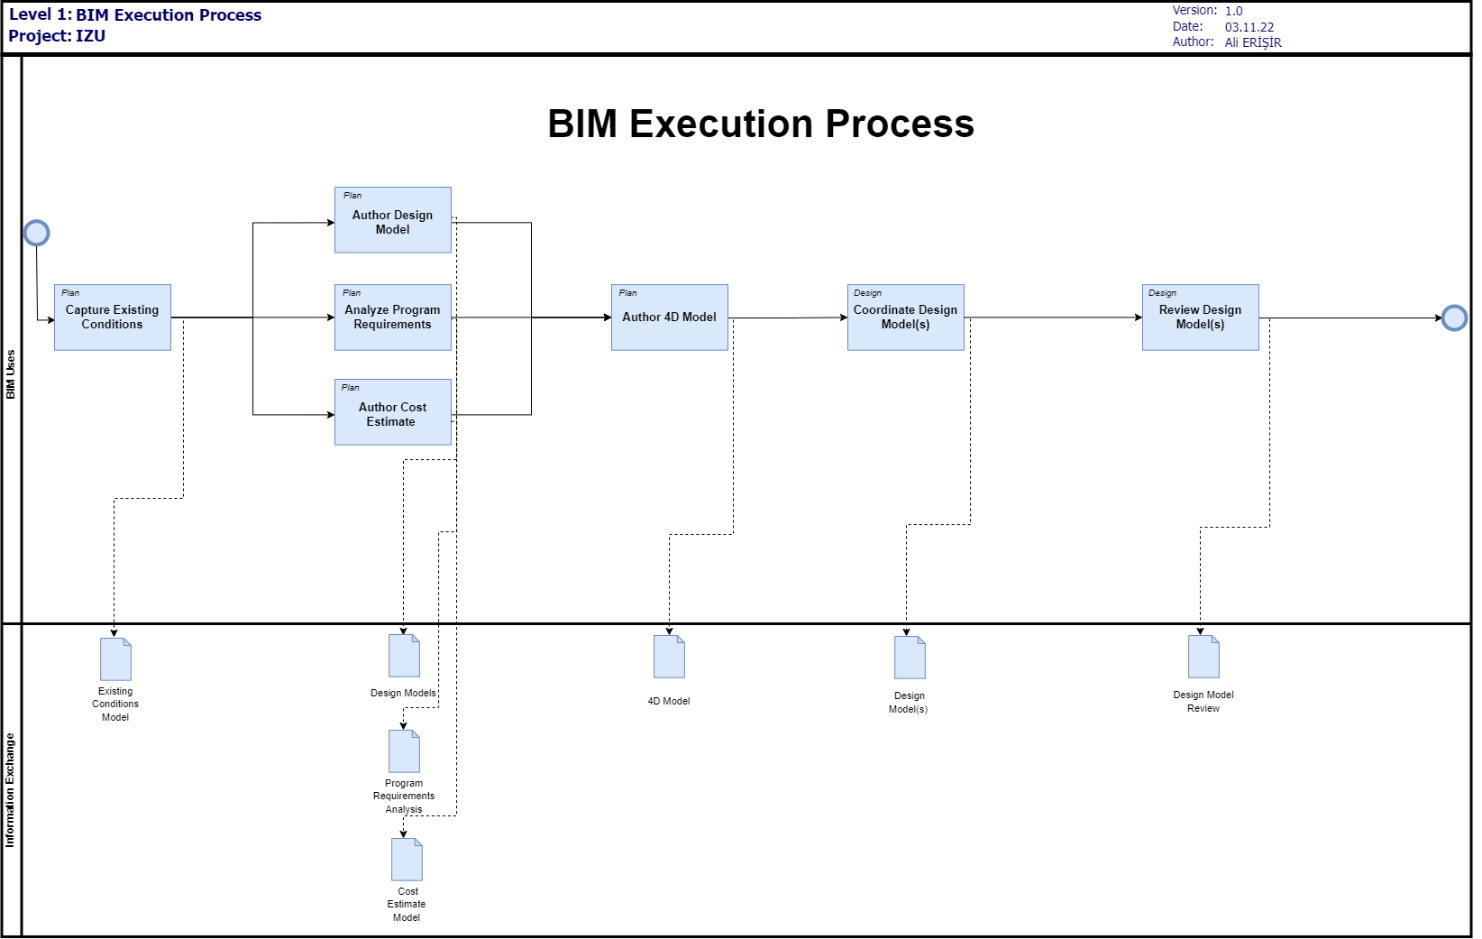 Level 1: BIM Execution Process
Project: IZU
Version: 1.0
Date: 03.11.22
Author: Ali ERİŞİR
BIM Execution Process
BIM Uses
Plan
Capture Existing
Conditions
Plan
Author Design
Model
Plan
Analyze Program
Requirements
Plan
Author Cost
Estimate
Plan
Author 4D Model
Design
Coordinate Design
Model(s)
Design
Review Design
Model(s)
Information Exchange
Existing
Conditions
Model
Design Models
Program
Requirements
Analysis
Cost
Estimate
Model
4D Model
Design
Model(s)
Design Model
Review